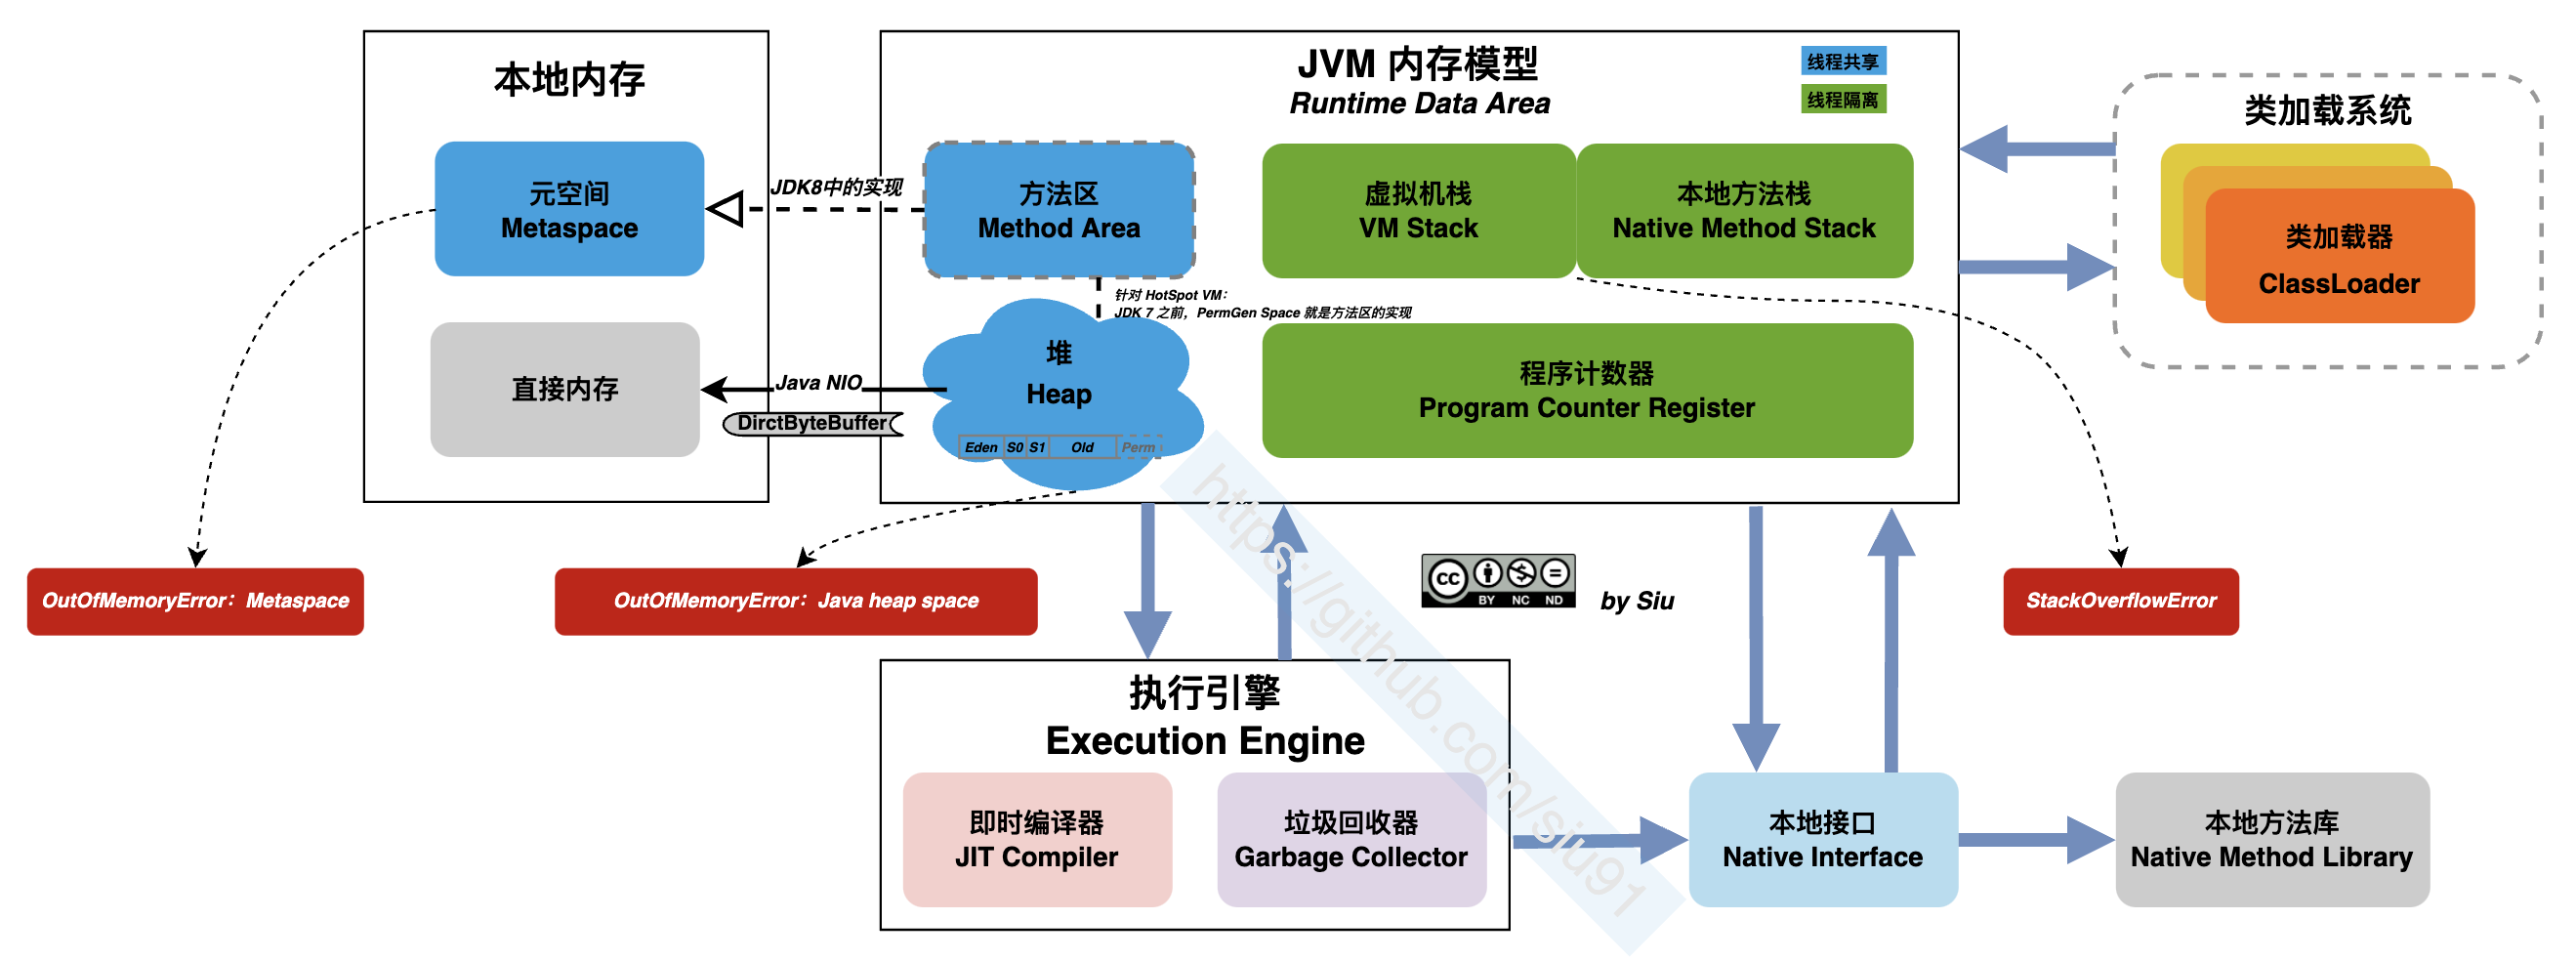 本地内存
元空间
Metaspace
直接内存
JDK8中的实现
Java NIO
DirctByteBuffer
JVM 内存模型
Runtime Data Area
线程共享
线程隔离
方法区
Method Area
针对 HotSpot VM：
JDK 7 之前，PermGen Space 就是方法区的实现
堆
Heap
Eden S0 S1 Old Perm
虚拟机栈
VM Stack
本地方法栈
Native Method Stack
程序计数器
Program Counter Register
类加载系统
类加载器
ClassLoader
OutOfMemoryError：Metaspace
OutOfMemoryError：Java heap space
StackOverflowError
cc BY NC ND
by Siu
https://github.com/siu91
执行引擎
Execution Engine
即时编译器
JIT Compiler
垃圾回收器
Garbage Collector
本地接口
Native Interface
本地方法库
Native Method Library